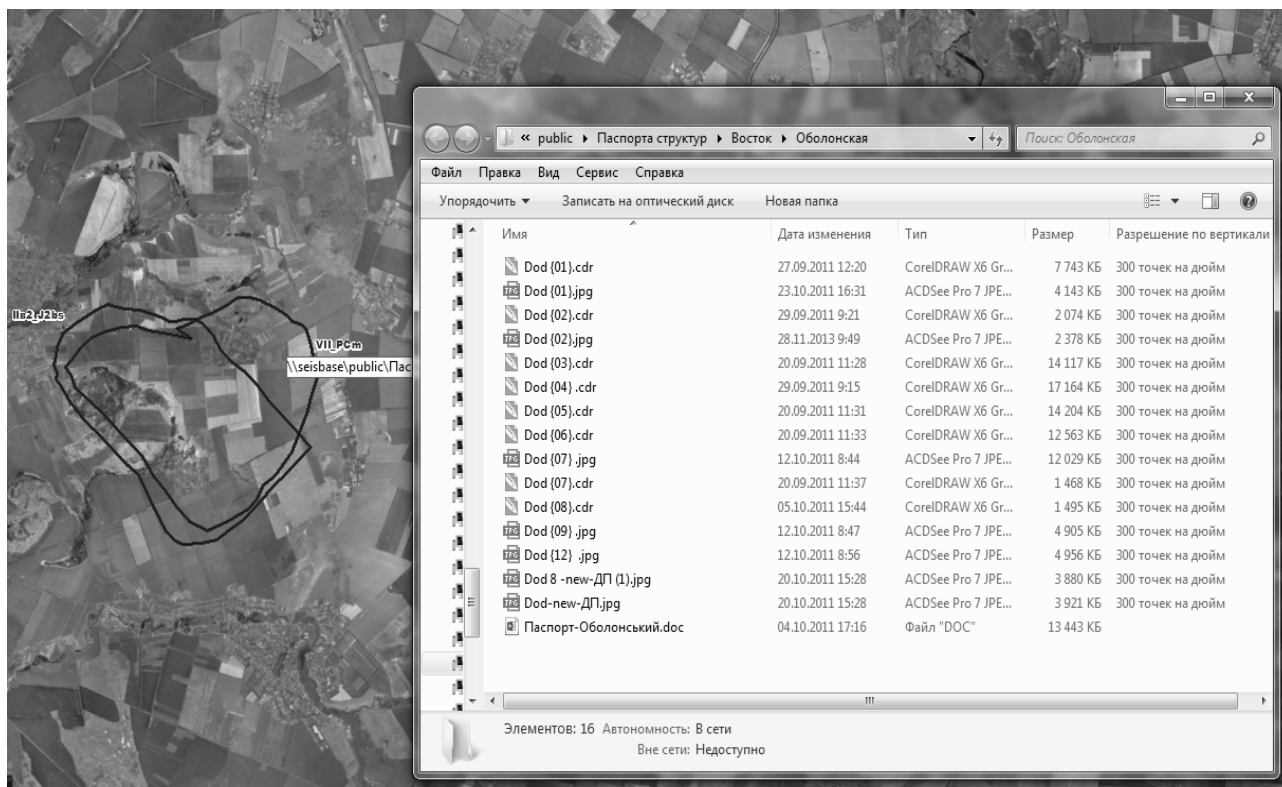 IIв2_J2bs
VII_PCm
\\seisbase\public\Пас
« public ▸ Паспорта структур ▸ Восток ▸ Оболонская
Поиск: Оболонская
Файл Правка Вид Сервис Справка
Упорядочить Записать на оптический диск Новая папка
Имя Дата изменения Тип Размер Разрешение по вертикали
Dod {01}.cdr 27.09.2011 12:20 CorelDRAW X6 Gr... 7 743 КБ 300 точек на дюйм
Dod {01}.jpg 23.10.2011 16:31 ACDSee Pro 7 JPE... 4 143 КБ 300 точек на дюйм
Dod {02}.cdr 29.09.2011 9:21 CorelDRAW X6 Gr... 2 074 КБ 300 точек на дюйм
Dod {02}.jpg 28.11.2013 9:49 ACDSee Pro 7 JPE... 2 378 КБ 300 точек на дюйм
Dod {03}.cdr 20.09.2011 11:28 CorelDRAW X6 Gr... 14 117 КБ 300 точек на дюйм
Dod {04} .cdr 29.09.2011 9:15 CorelDRAW X6 Gr... 17 164 КБ 300 точек на дюйм
Dod {05}.cdr 20.09.2011 11:31 CorelDRAW X6 Gr... 14 204 КБ 300 точек на дюйм
Dod {06}.cdr 20.09.2011 11:33 CorelDRAW X6 Gr... 12 563 КБ 300 точек на дюйм
Dod {07} .jpg 12.10.2011 8:44 ACDSee Pro 7 JPE... 12 029 КБ 300 точек на дюйм
Dod {07}.cdr 20.09.2011 11:37 CorelDRAW X6 Gr... 1 468 КБ 300 точек на дюйм
Dod {08}.cdr 05.10.2011 15:44 CorelDRAW X6 Gr... 1 495 КБ 300 точек на дюйм
Dod {09} .jpg 12.10.2011 8:47 ACDSee Pro 7 JPE... 4 905 КБ 300 точек на дюйм
Dod {12} .jpg 12.10.2011 8:56 ACDSee Pro 7 JPE... 4 956 КБ 300 точек на дюйм
Dod 8 -new-ДП (1).jpg 20.10.2011 15:28 ACDSee Pro 7 JPE... 3 880 КБ 300 точек на дюйм
Dod-new-ДП.jpg 20.10.2011 15:28 ACDSee Pro 7 JPE... 3 921 КБ 300 точек на дюйм
Паспорт-Оболонський.doc 04.10.2011 17:16 Файл "DOC" 13 443 КБ
Элементов: 16 Автономность: В сети
Вне сети: Недоступно